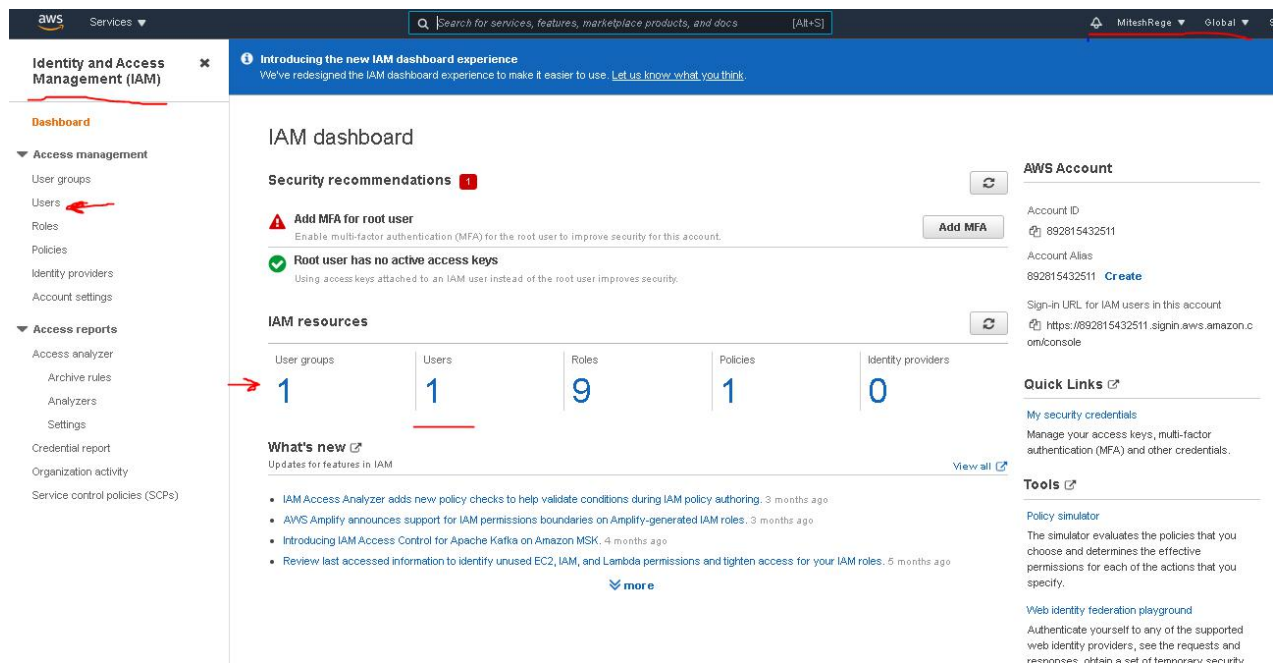 aws Services ▼ Search for services, features, marketplace products, and docs [Alt+S] MiteshRege ▼ Global ▼
Identity and Access
Management (IAM)
Dashboard
Access management
User groups
Users
Roles
Policies
Identity providers
Account settings
Access reports
Access analyzer
Archive rules
Analyzers
Settings
Credential report
Organization activity
Service control policies (SCPs)
Introducing the new IAM dashboard experience
We've redesigned the IAM dashboard experience to make it easier to use. Let us know what you think.
IAM dashboard
Security recommendations 1
Add MFA for root user
Enable multi-factor authentication (MFA) for the root user to improve security for this account.
Add MFA
Root user has no active access keys
Using access keys attached to an IAM user instead of the root user improves security.
IAM resources
User groups Users Roles Policies Identity providers
1 1 9 1 0
What's new
Updates for features in IAM
View all
IAM Access Analyzer adds new policy checks to help validate conditions during IAM policy authoring. 3 months ago
AWS Amplify announces support for IAM permissions boundaries on Amplify-generated IAM roles. 3 months ago
Introducing IAM Access Control for Apache Kafka on Amazon MSK. 4 months ago
Review last accessed information to identify unused EC2, IAM, and Lambda permissions and tighten access for your IAM roles. 5 months ago
more
AWS Account
Account ID
892815432511
Account Alias
892815432511 Create
Sign-in URL for IAM users in this account
https://892815432511.signin.aws.amazon.c
om/console
Quick Links
My security credentials
Manage your access keys, multi-factor
authentication (MFA) and other credentials.
Tools
Policy simulator
The simulator evaluates the policies that you
choose and determines the effective
permissions for each of the actions that you
specify.
Web identity federation playground
Authenticate yourself to any of the supported
web identity providers, see the requests and
responses, obtain a set of temporary security